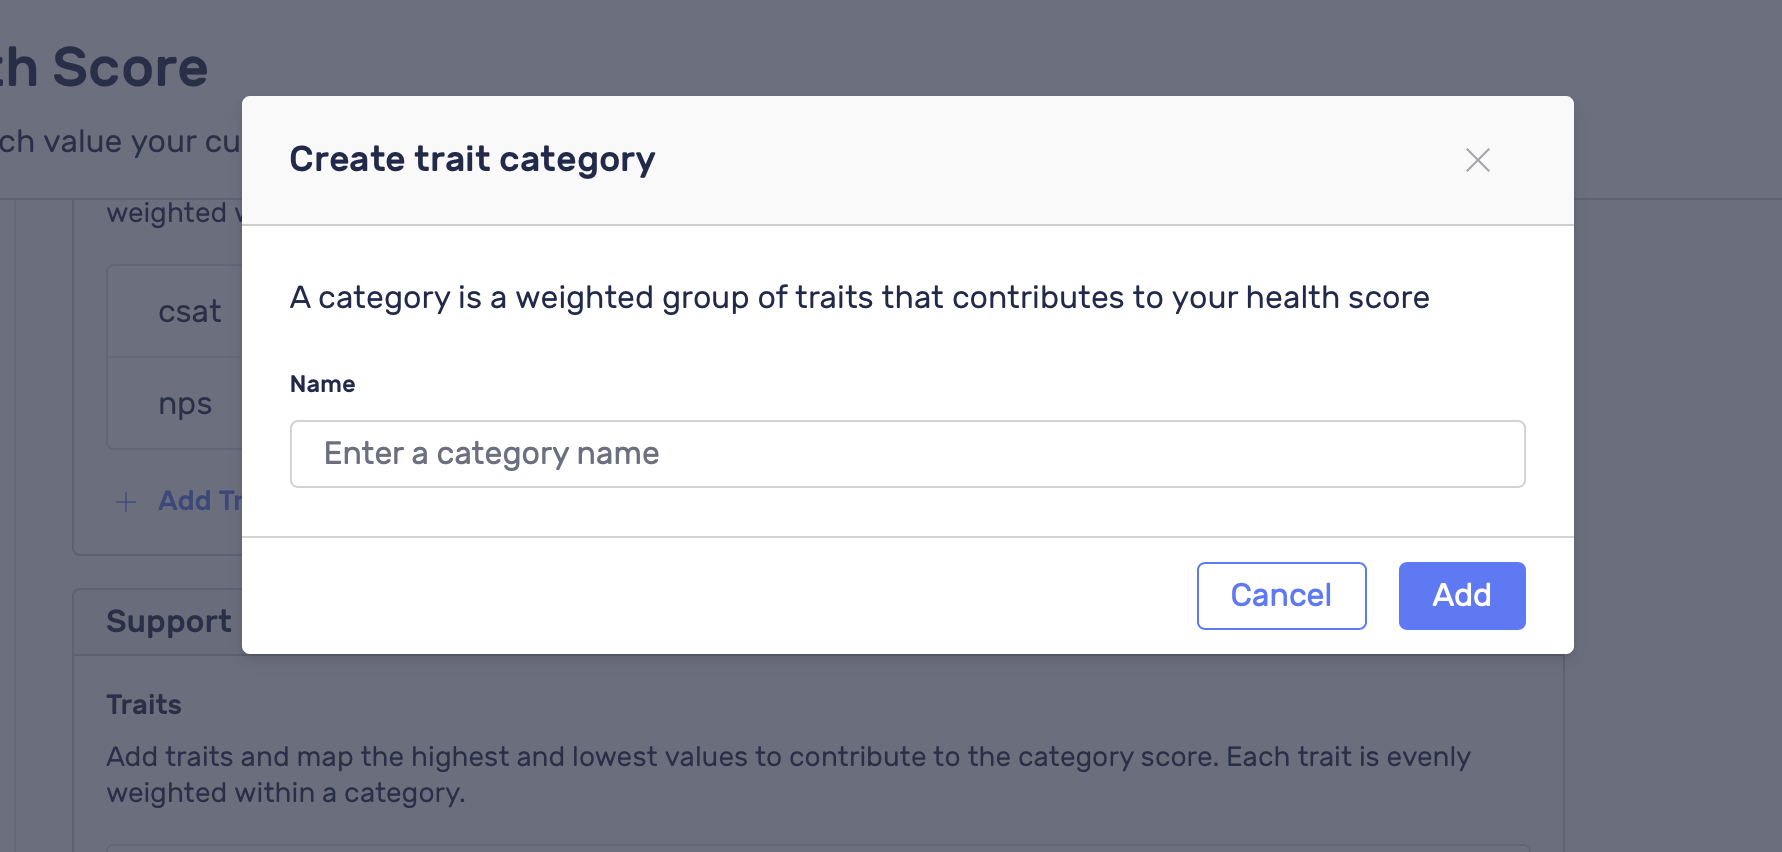 th Score
ch value your cu
Create trait category
weighted w
A category is a weighted group of traits that contributes to your health score
csat
Name
nps
Enter a category name
+ Add Tr
Cancel
Add
Support
Traits
Add traits and map the highest and lowest values to contribute to the category score. Each trait is evenly
weighted within a category.